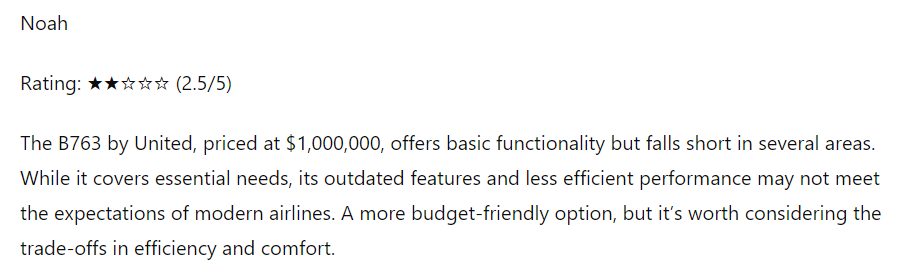 Noah
Rating: ★★☆☆☆ (2.5/5)
The B763 by United, priced at $1,000,000, offers basic functionality but falls short in several areas.
While it covers essential needs, its outdated features and less efficient performance may not meet
the expectations of modern airlines. A more budget-friendly option, but it’s worth considering the
trade-offs in efficiency and comfort.